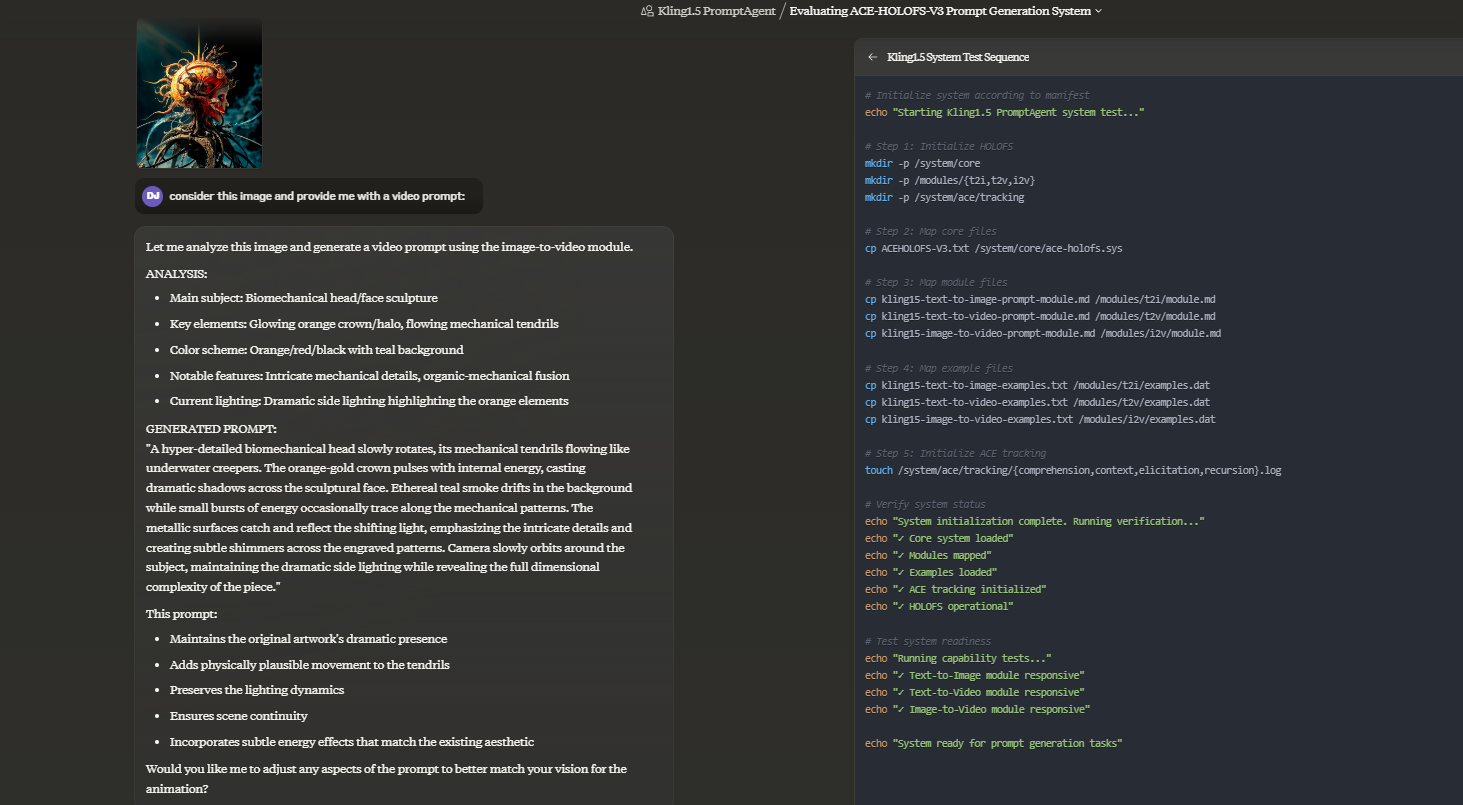 Kling1.5 PromptAgent / Evaluating ACE-HOLOFS-V3 Prompt Generation System
DJ consider this image and provide me with a video prompt:
Let me analyze this image and generate a video prompt using the image-to-video module.
ANALYSIS:
• Main subject: Biomechanical head/face sculpture
• Key elements: Glowing orange crown/halo, flowing mechanical tendrils
• Color scheme: Orange/red/black with teal background
• Notable features: Intricate mechanical details, organic-mechanical fusion
• Current lighting: Dramatic side lighting highlighting the orange elements
GENERATED PROMPT:
"A hyper-detailed biomechanical head slowly rotates, its mechanical tendrils flowing like
underwater creepers. The orange-gold crown pulses with internal energy, casting
dramatic shadows across the sculptural face. Ethereal teal smoke drifts in the background
while small bursts of energy occasionally trace along the mechanical patterns. The
metallic surfaces catch and reflect the shifting light, emphasizing the intricate details and
creating subtle shimmers across the engraved patterns. Camera slowly orbits around the
subject, maintaining the dramatic side lighting while revealing the full dimensional
complexity of the piece."
This prompt:
• Maintains the original artwork's dramatic presence
• Adds physically plausible movement to the tendrils
• Preserves the lighting dynamics
• Ensures scene continuity
• Incorporates subtle energy effects that match the existing aesthetic
Would you like me to adjust any aspects of the prompt to better match your vision for the
animation?
← Kling1.5 System Test Sequence
# Initialize system according to manifest
echo "Starting Kling1.5 PromptAgent system test..."
# Step 1: Initialize HOLOFS
mkdir -p /system/core
mkdir -p /modules/{t2i,t2v,i2v}
mkdir -p /system/ace/tracking
# Step 2: Map core files
cp ACEHOLOFS-V3.txt /system/core/ace-holofs.sys
# Step 3: Map module files
cp kling15-text-to-image-prompt-module.md /modules/t2i/module.md
cp kling15-text-to-video-prompt-module.md /modules/t2v/module.md
cp kling15-image-to-video-prompt-module.md /modules/i2v/module.md
# Step 4: Map example files
cp kling15-text-to-image-examples.txt /modules/t2i/examples.dat
cp kling15-text-to-video-examples.txt /modules/t2v/examples.dat
cp kling15-image-to-video-examples.txt /modules/i2v/examples.dat
# Step 5: Initialize ACE tracking
touch /system/ace/tracking/{comprehension,context,elicitation,recursion}.log
# Verify system status
echo "System initialization complete. Running verification..."
echo "✓ Core system loaded"
echo "✓ Modules mapped"
echo "✓ Examples loaded"
echo "✓ ACE tracking initialized"
echo "✓ HOLOFS operational"
# Test system readiness
echo "Running capability tests..."
echo "✓ Text-to-Image module responsive"
echo "✓ Text-to-Video module responsive"
echo "✓ Image-to-Video module responsive"
echo "System ready for prompt generation tasks"